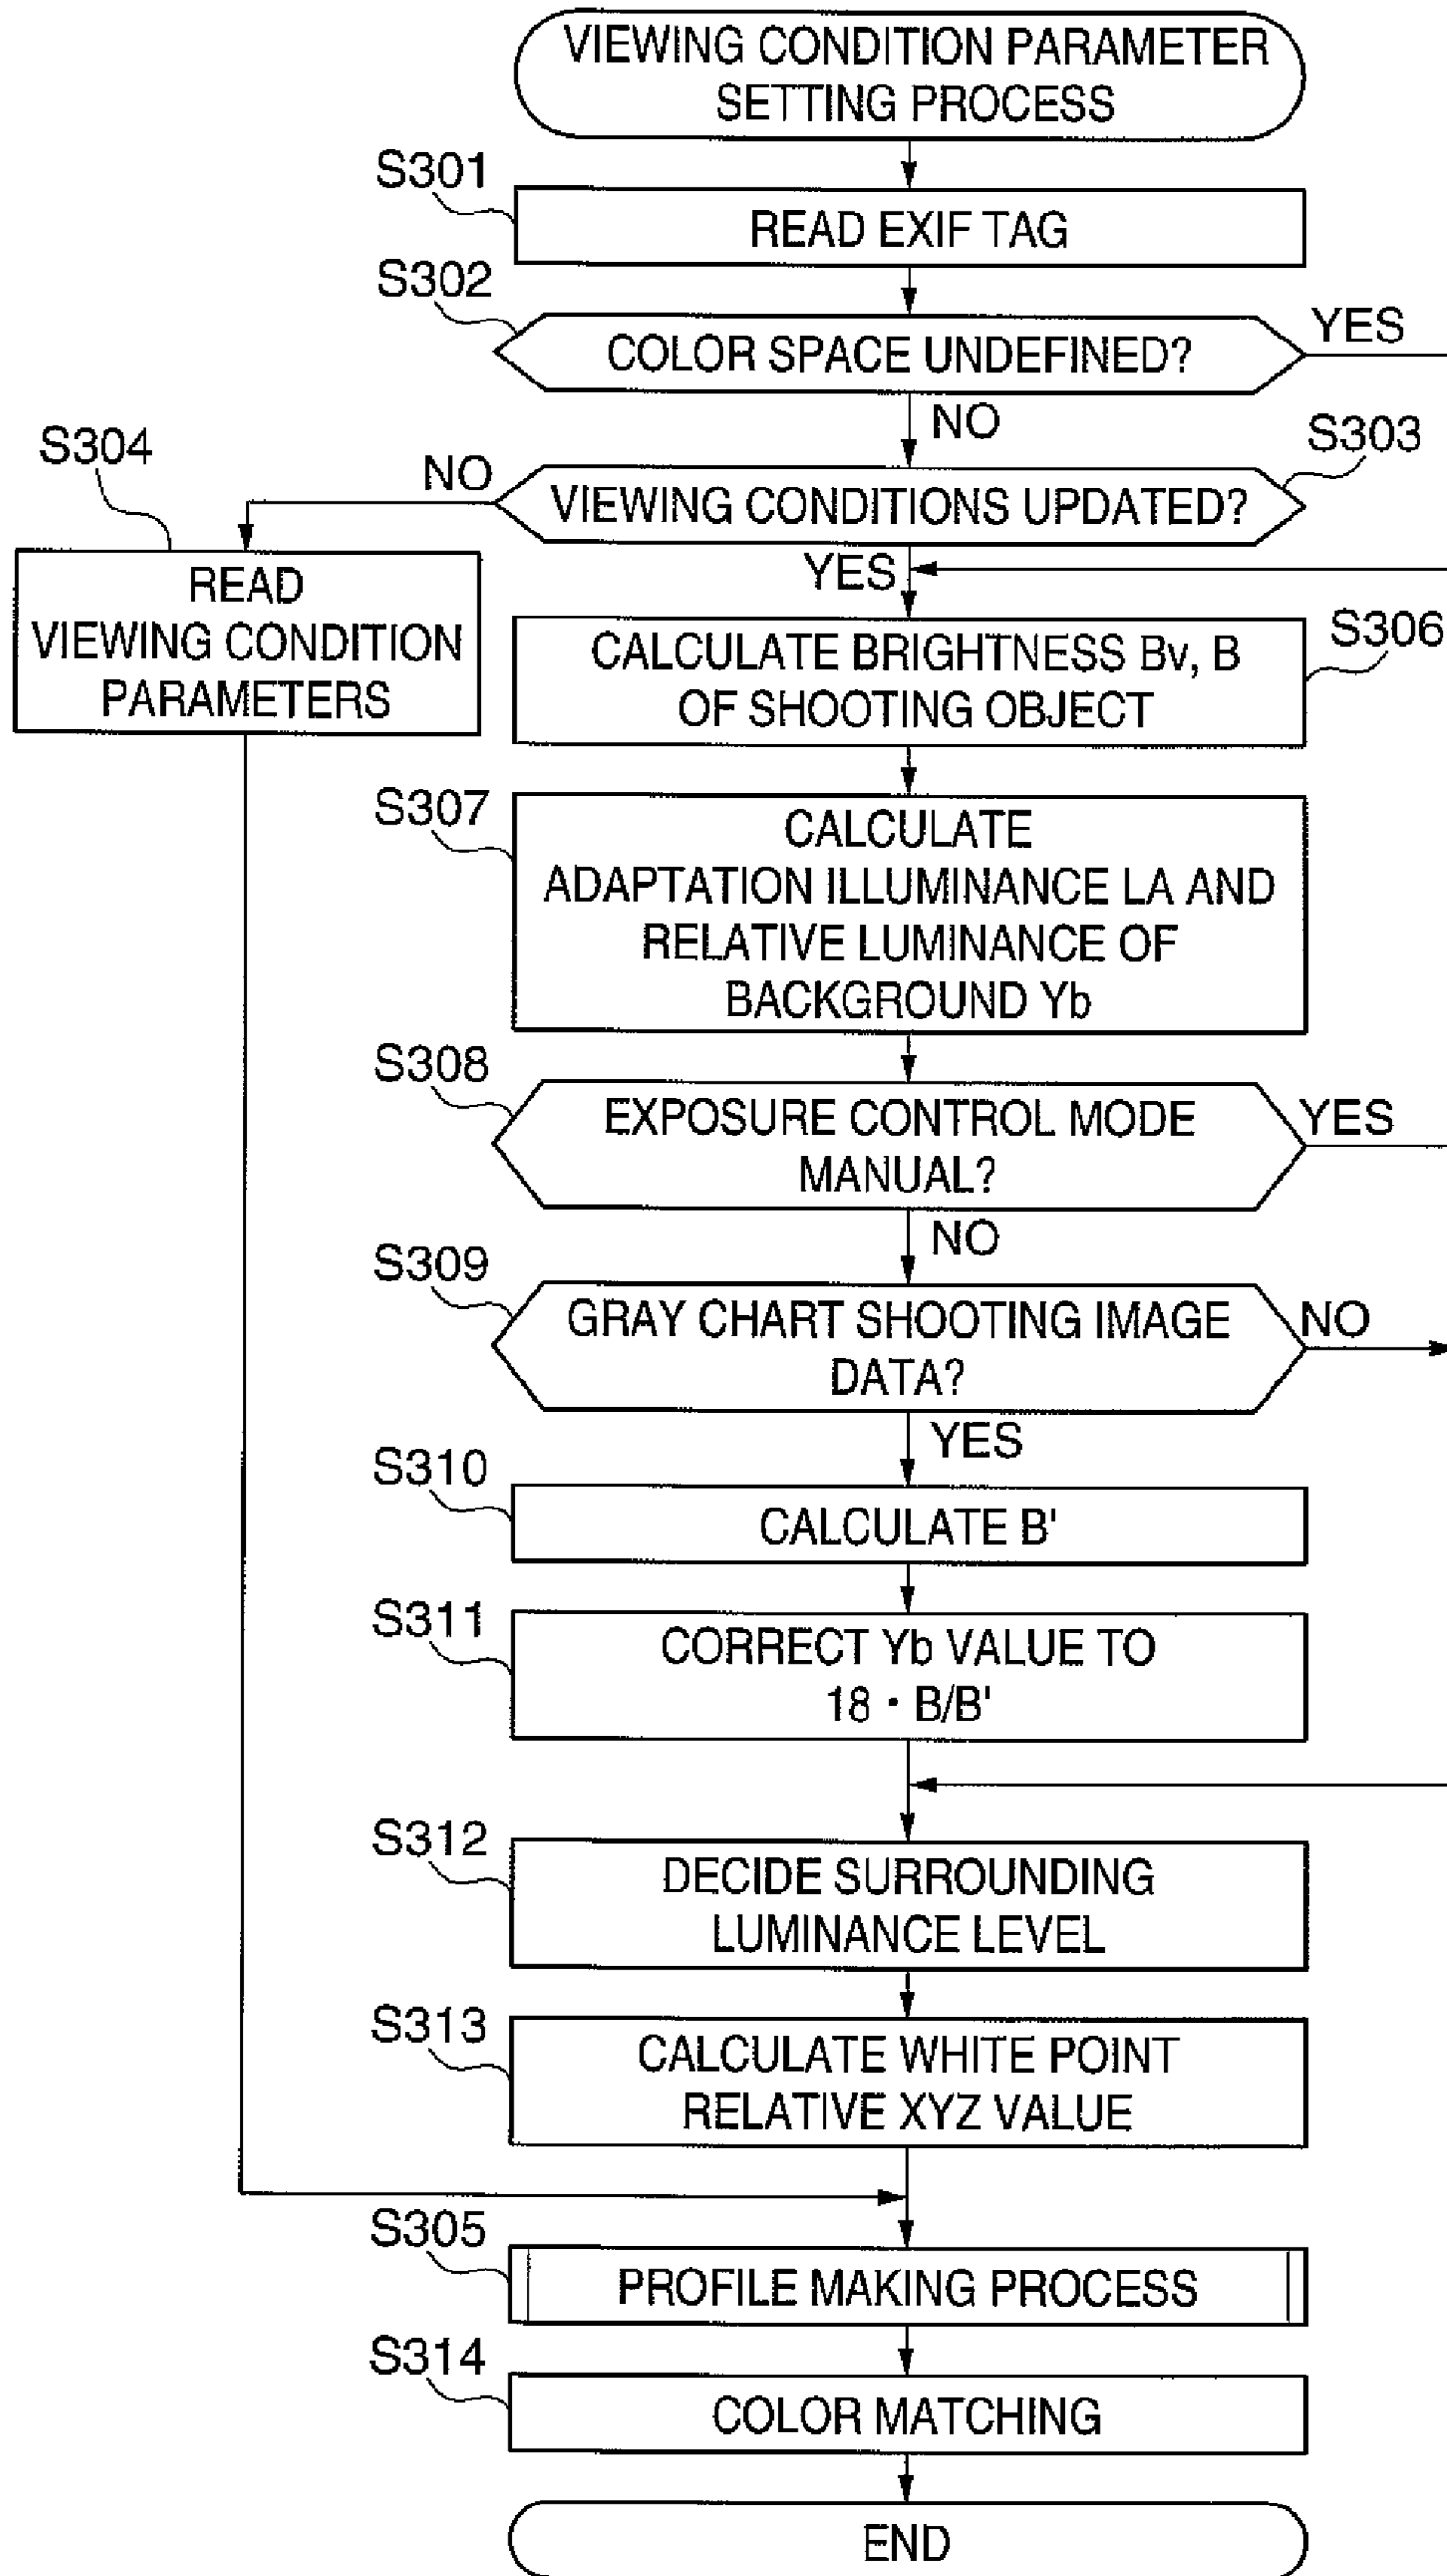 VIEWING CONDITION PARAMETER
SETTING PROCESS
S301
READ EXIF TAG
S302
COLOR SPACE UNDEFINED?
YES
NO
S303
VIEWING CONDITIONS UPDATED?
NO
S304
READ
VIEWING CONDITION
PARAMETERS
YES
S306
CALCULATE BRIGHTNESS Bv, B
OF SHOOTING OBJECT
S307
CALCULATE
ADAPTATION ILLUMINANCE LA AND
RELATIVE LUMINANCE OF
BACKGROUND Yb
S308
EXPOSURE CONTROL MODE
MANUAL?
YES
NO
S309
GRAY CHART SHOOTING IMAGE
DATA?
NO
YES
S310
CALCULATE B'
S311
CORRECT Yb VALUE TO
18 · B/B'
S312
DECIDE SURROUNDING
LUMINANCE LEVEL
S313
CALCULATE WHITE POINT
RELATIVE XYZ VALUE
S305
PROFILE MAKING PROCESS
S314
COLOR MATCHING
END